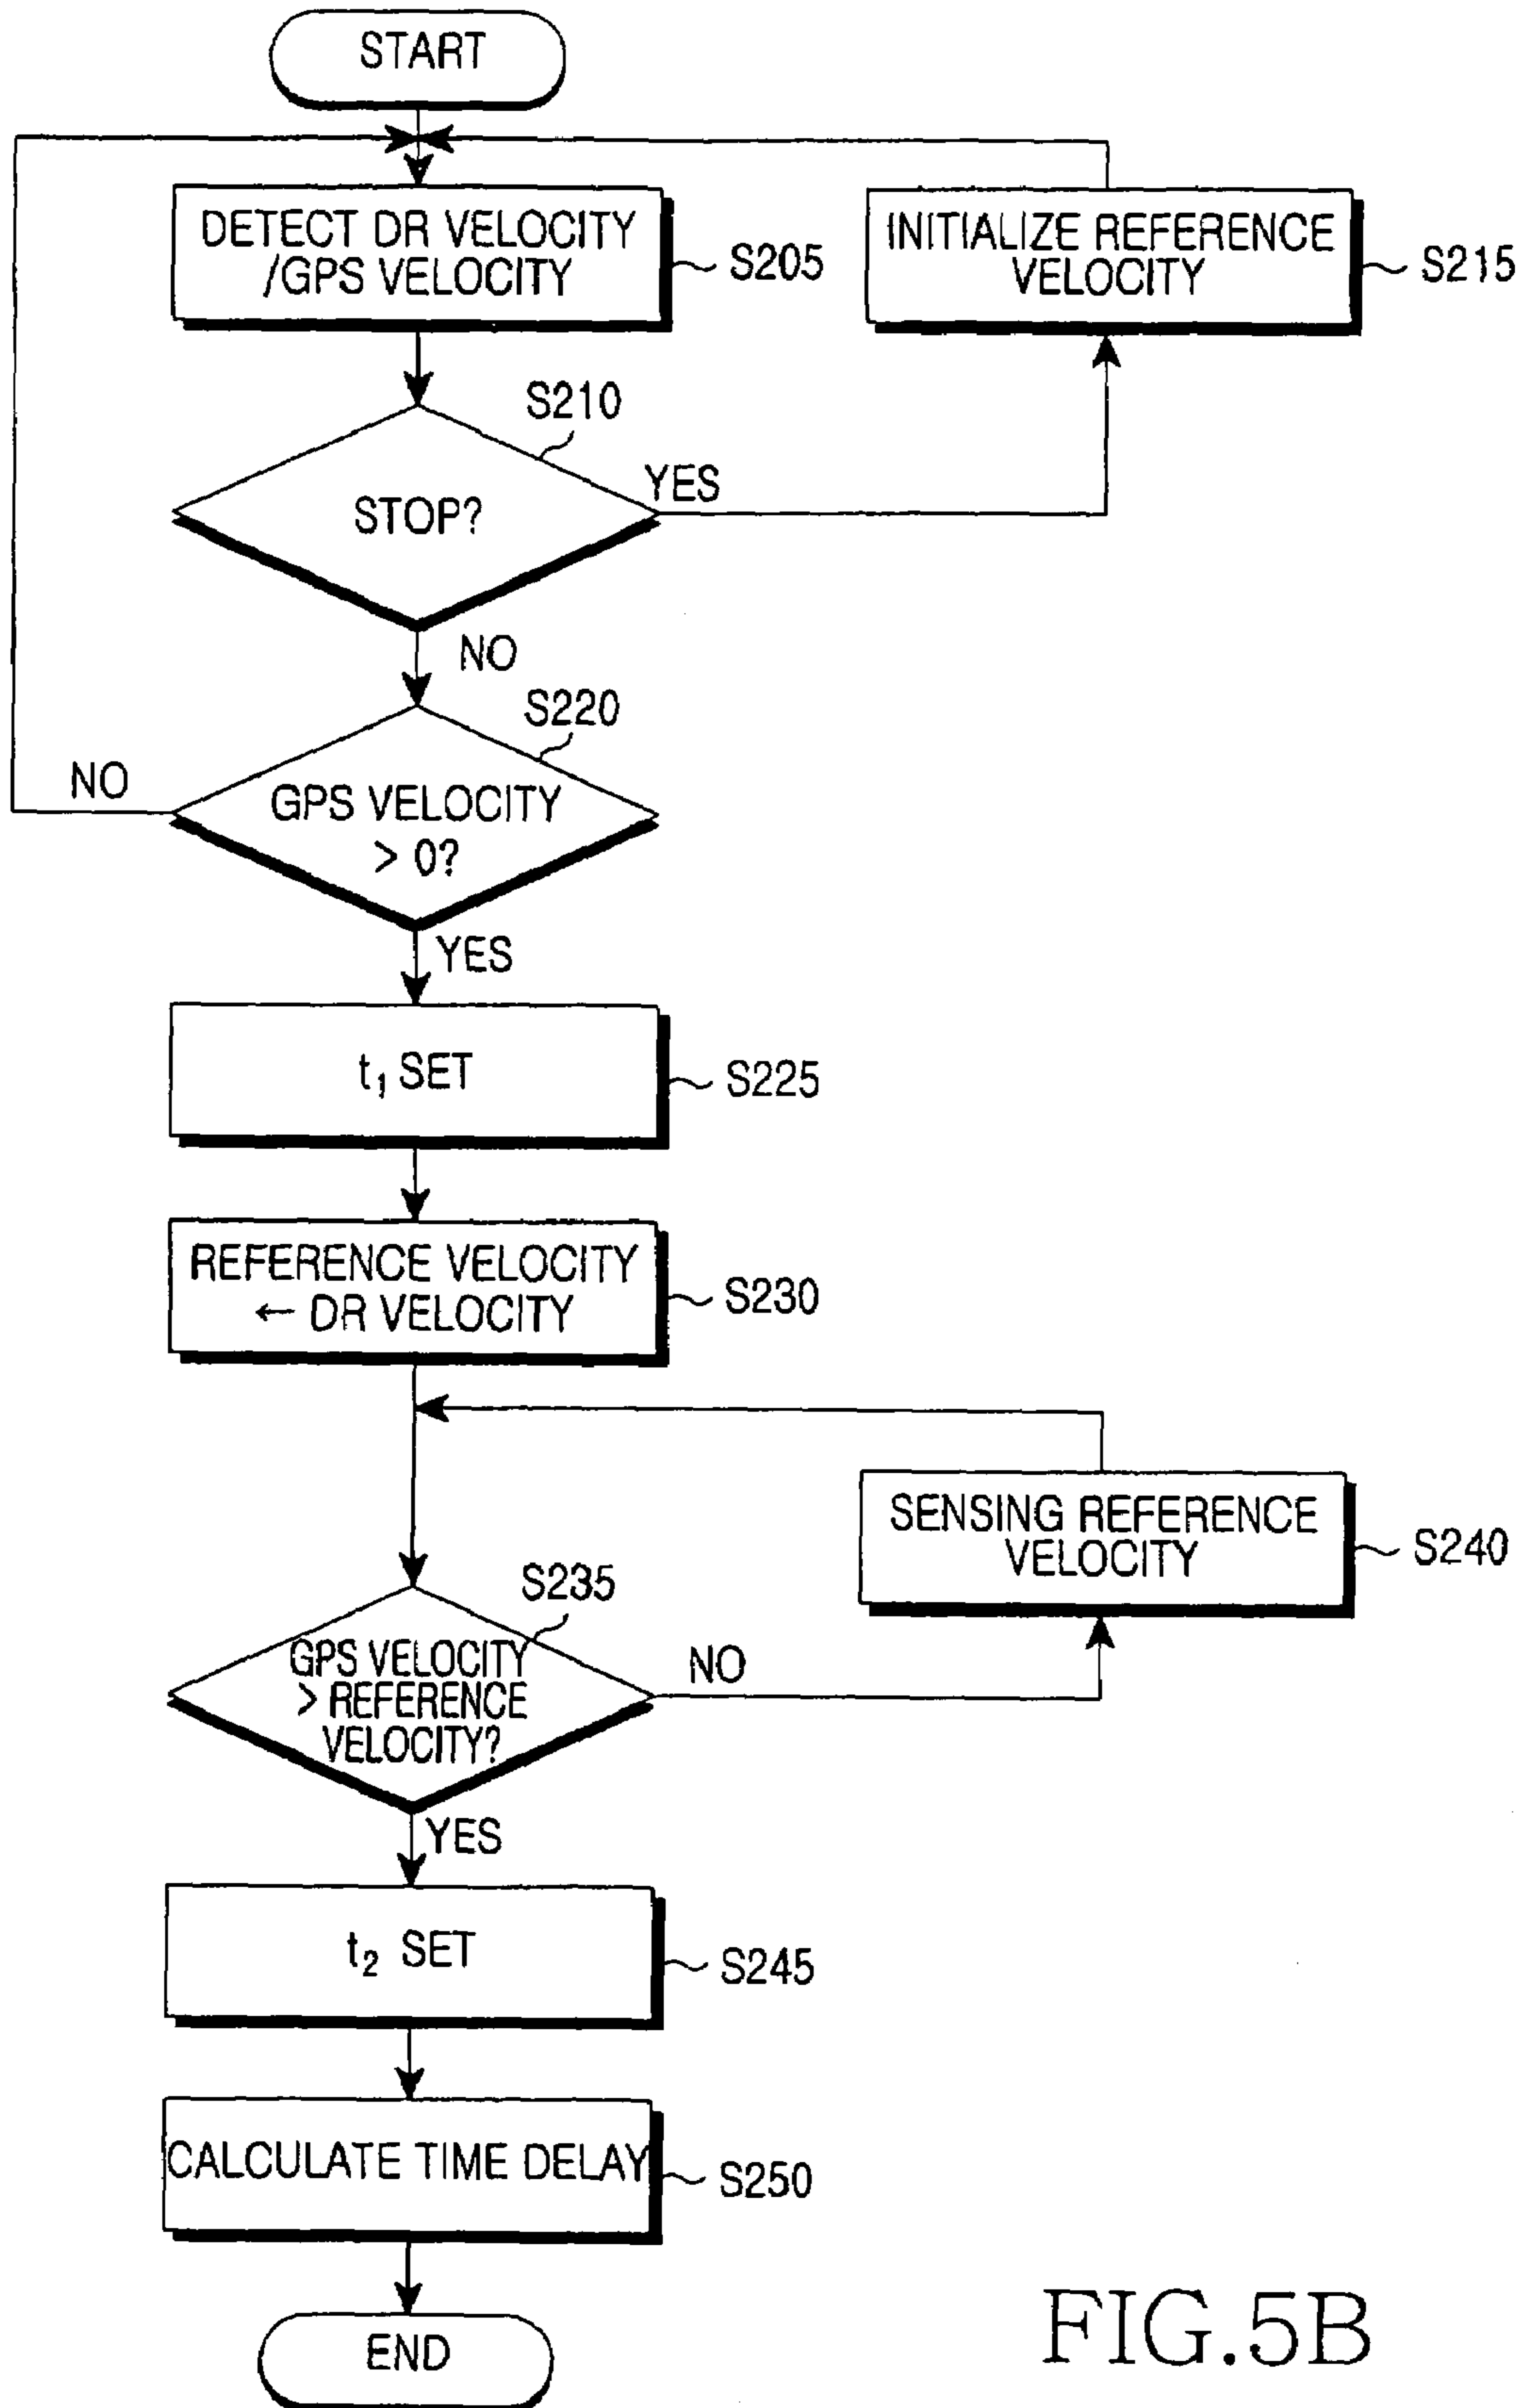 START
DETECT DR VELOCITY
/GPS VELOCITY
S205
INITIALIZE REFERENCE
VELOCITY
S215
S210
STOP?
YES
NO
S220
GPS VELOCITY
> 0?
NO
YES
t₁ SET
S225
REFERENCE VELOCITY
← DR VELOCITY
S230
SENSING REFERENCE
VELOCITY
S240
S235
GPS VELOCITY
> REFERENCE
VELOCITY?
NO
YES
t₂ SET
S245
CALCULATE TIME DELAY
S250
END
FIG.5B